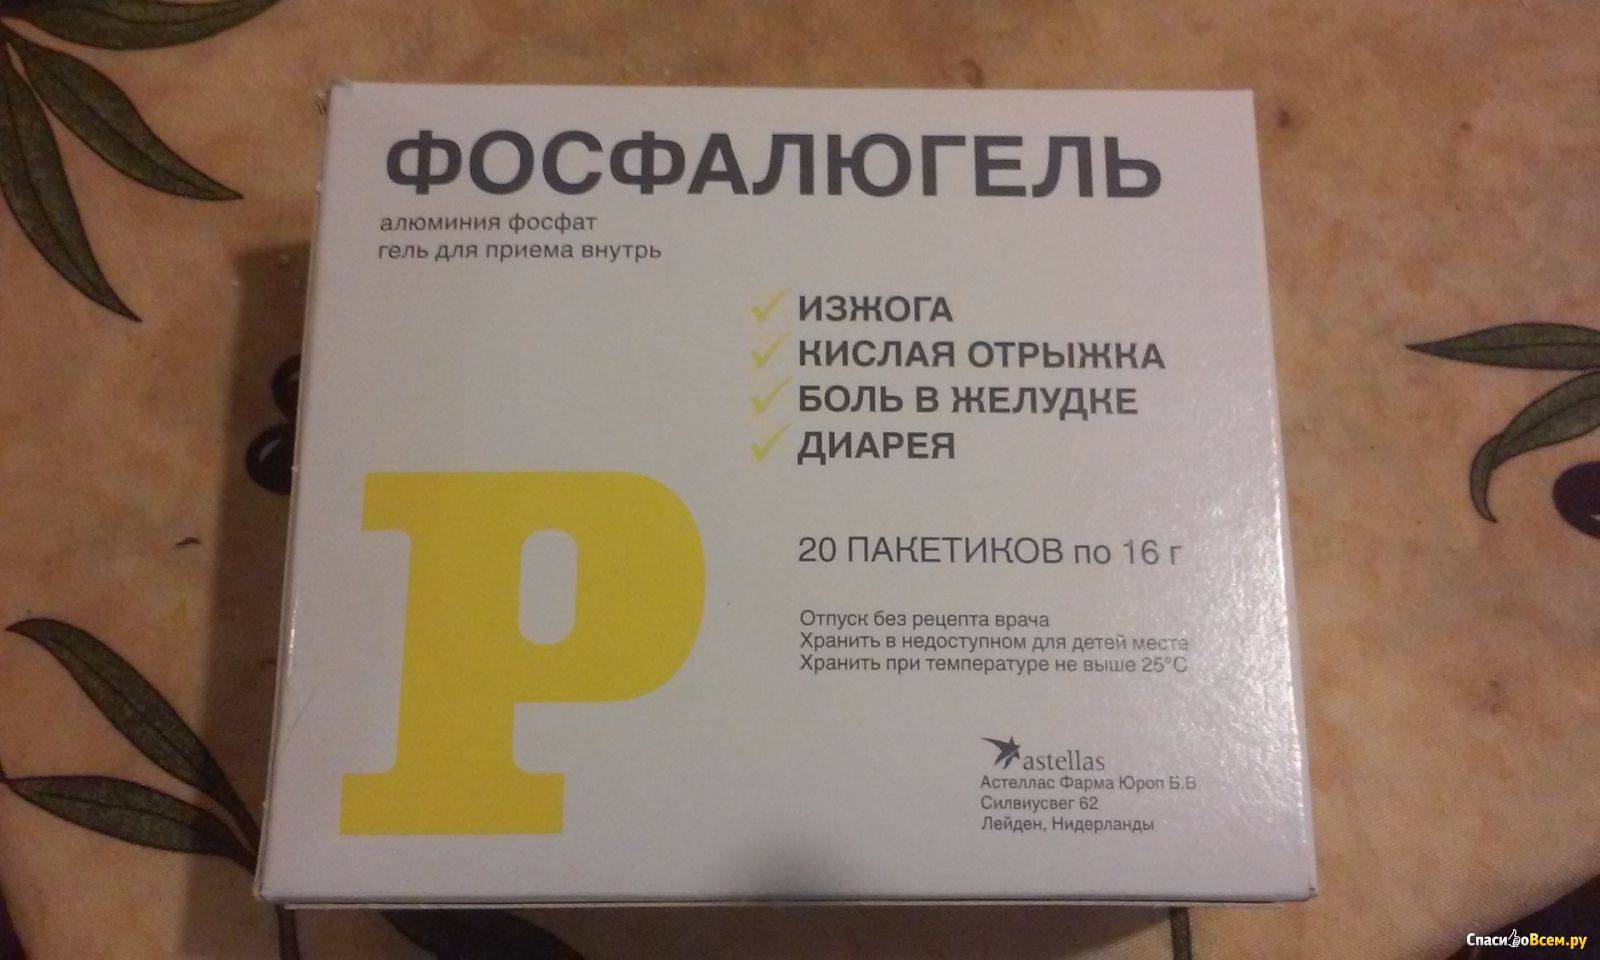 ФОСФАЛЮГЕЛЬ
алюминия фосфат
гель для приема внутрь
ИЗЖОГА
КИСЛАЯ ОТРЫЖКА
БОЛЬ В ЖЕЛУДКЕ
ДИАРЕЯ
P
20 ПАКЕТИКОВ по 16 г
Отпуск без рецепта врача
Хранить в недоступном для детей месте
Хранить при температуре не выше 25°С
astellas
Астеллас Фарма Юроп Б.В
Силвиусвег 62
Лейден, Нидерланды
СпасибоВсем.ру